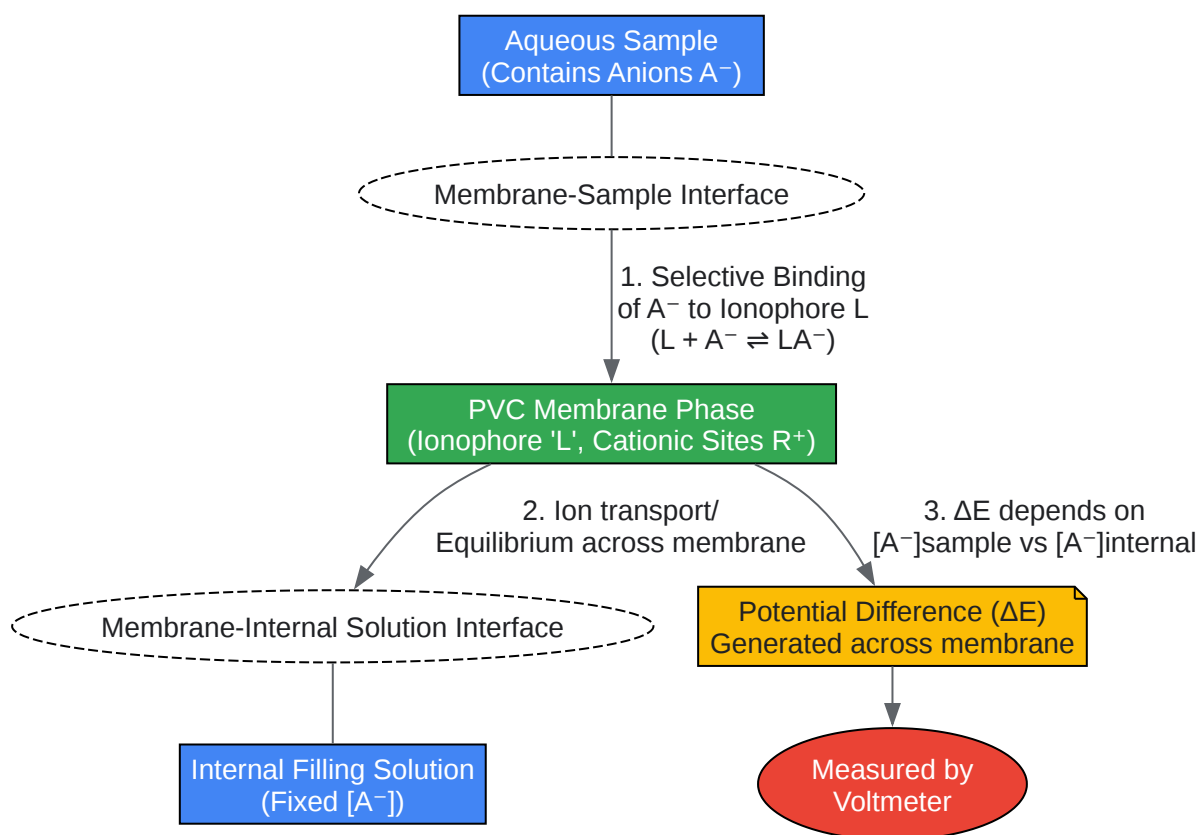 Aqueous Sample
(Contains Anions A⁻)
Membrane-Sample Interface
1. Selective Binding
of A⁻ to Ionophore L
(L + A⁻ ⇌ LA⁻)
PVC Membrane Phase
(Ionophore 'L', Cationic Sites R⁺)
2. Ion transport/
Equilibrium across membrane
3. ΔE depends on
[A⁻]sample vs [A⁻]internal
Membrane-Internal Solution Interface
Potential Difference (ΔE)
Generated across membrane
Internal Filling Solution
(Fixed [A⁻])
Measured by
Voltmeter